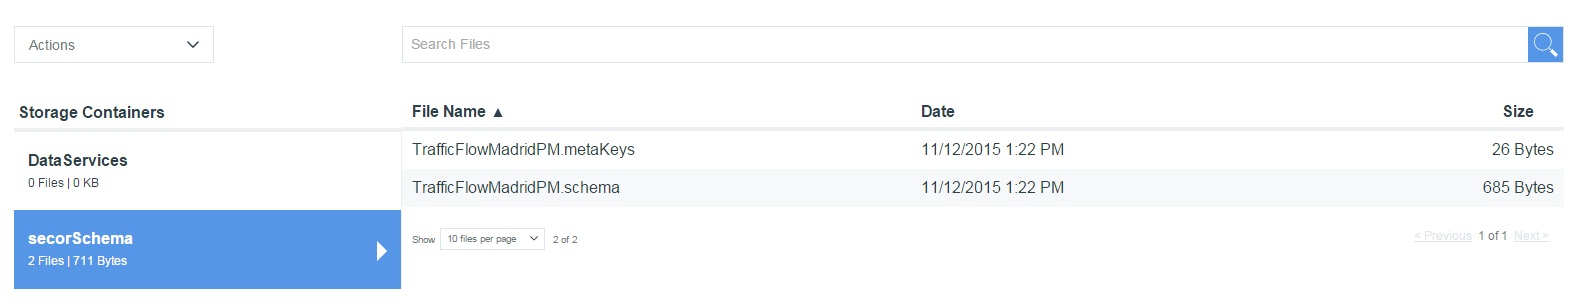 Actions
Search Files
Storage Containers
DataServices
0 Files | 0 KB
secorSchema
2 Files | 711 Bytes
File Name ▲ Date Size
TrafficFlowMadridPM.metaKeys 11/12/2015 1:22 PM 26 Bytes
TrafficFlowMadridPM.schema 11/12/2015 1:22 PM 685 Bytes
Show 10 files per page 2 of 2
< Previous 1 of 1 Next >